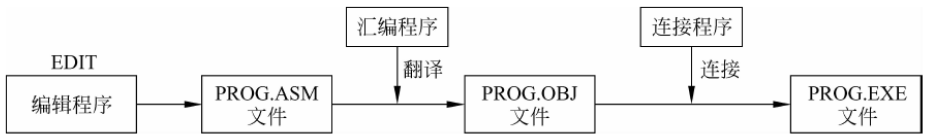 汇编程序
连接程序
EDIT
翻译
连接
编辑程序
PROG.ASM
文件
PROG.OBJ
文件
PROG.EXE
文件